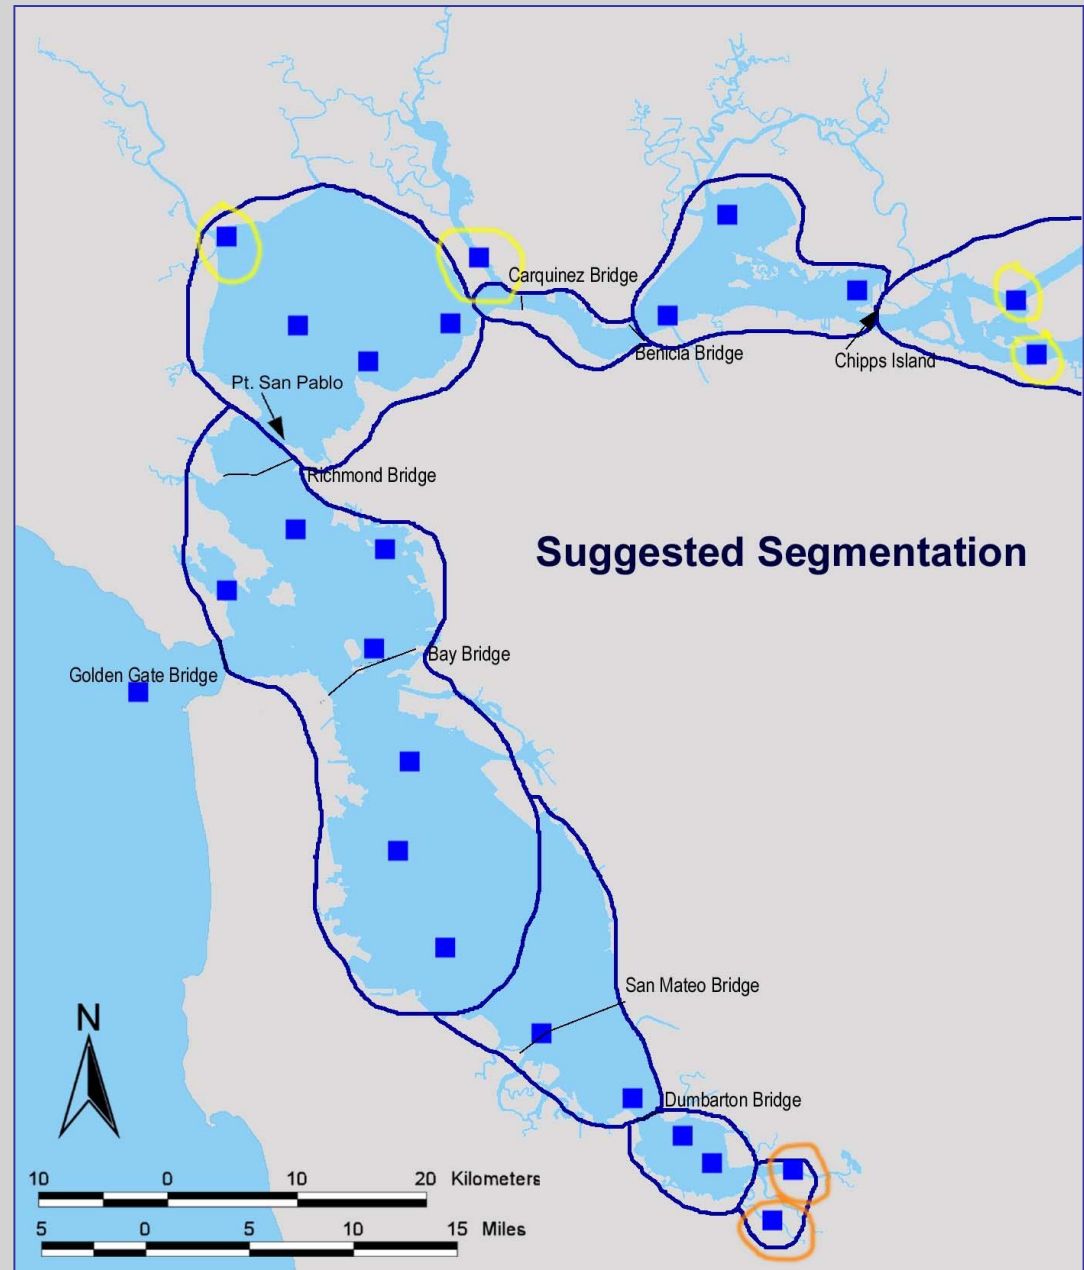 Carquinez Bridge
Benicia Bridge
Chipps Island
Pt. San Pablo
Richmond Bridge
Suggested Segmentation
Bay Bridge
Golden Gate Bridge
San Mateo Bridge
N
Dumbarton Bridge
10 0 10 20 Kilometers
5 0 5 10 15 Miles